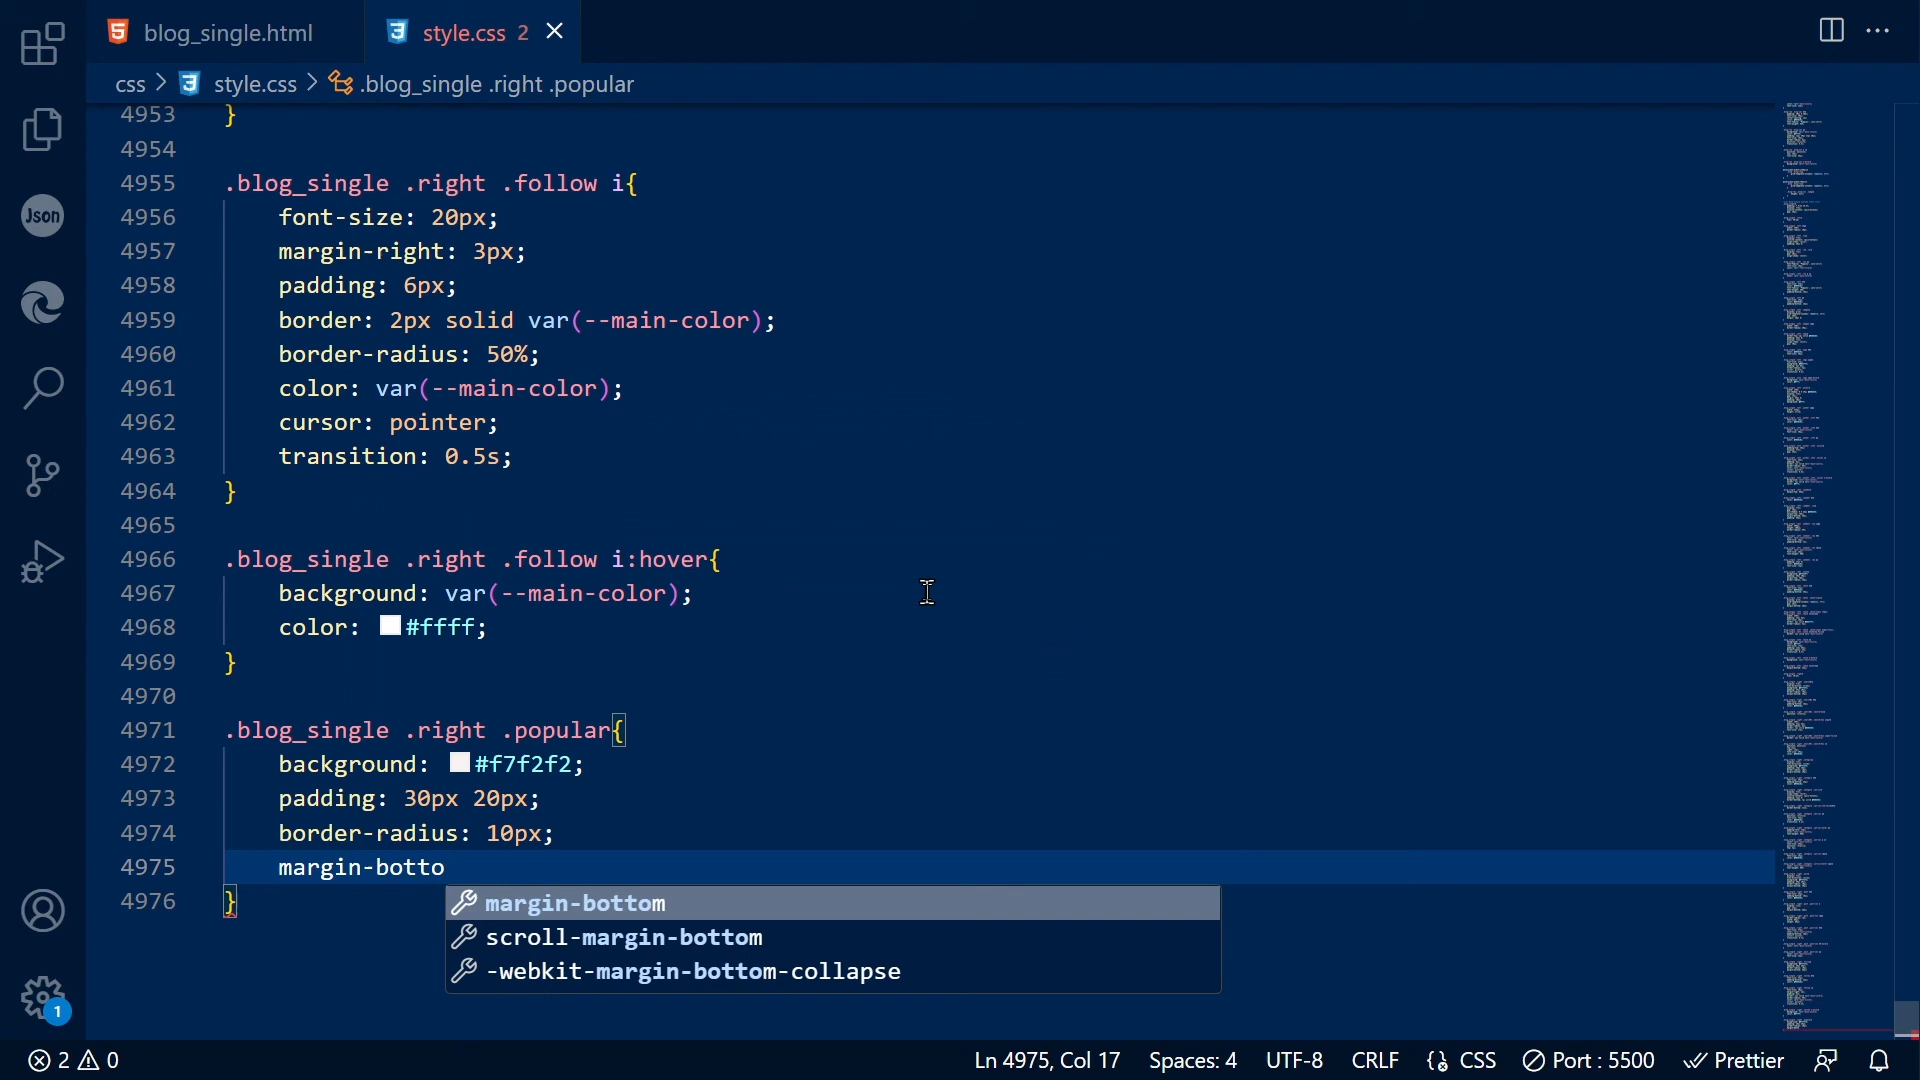 blog_single.html
style.css 2
css > style.css > .blog_single .right .popular
4953 }
4954
4955 .blog_single .right .follow i{
4956 font-size: 20px;
4957 margin-right: 3px;
4958 padding: 6px;
4959 border: 2px solid var(--main-color);
4960 border-radius: 50%;
4961 color: var(--main-color);
4962 cursor: pointer;
4963 transition: 0.5s;
4964 }
4965
4966 .blog_single .right .follow i:hover{
4967 background: var(--main-color);
4968 color: #ffff;
4969 }
4970
4971 .blog_single .right .popular{
4972 background: #f7f2f2;
4973 padding: 30px 20px;
4974 border-radius: 10px;
4975 margin-botto
4976 }
margin-bottom
scroll-margin-bottom
-webkit-margin-bottom-collapse
Json
1
2 0
Ln 4975, Col 17
Spaces: 4
UTF-8
CRLF
{} CSS
Port : 5500
Prettier